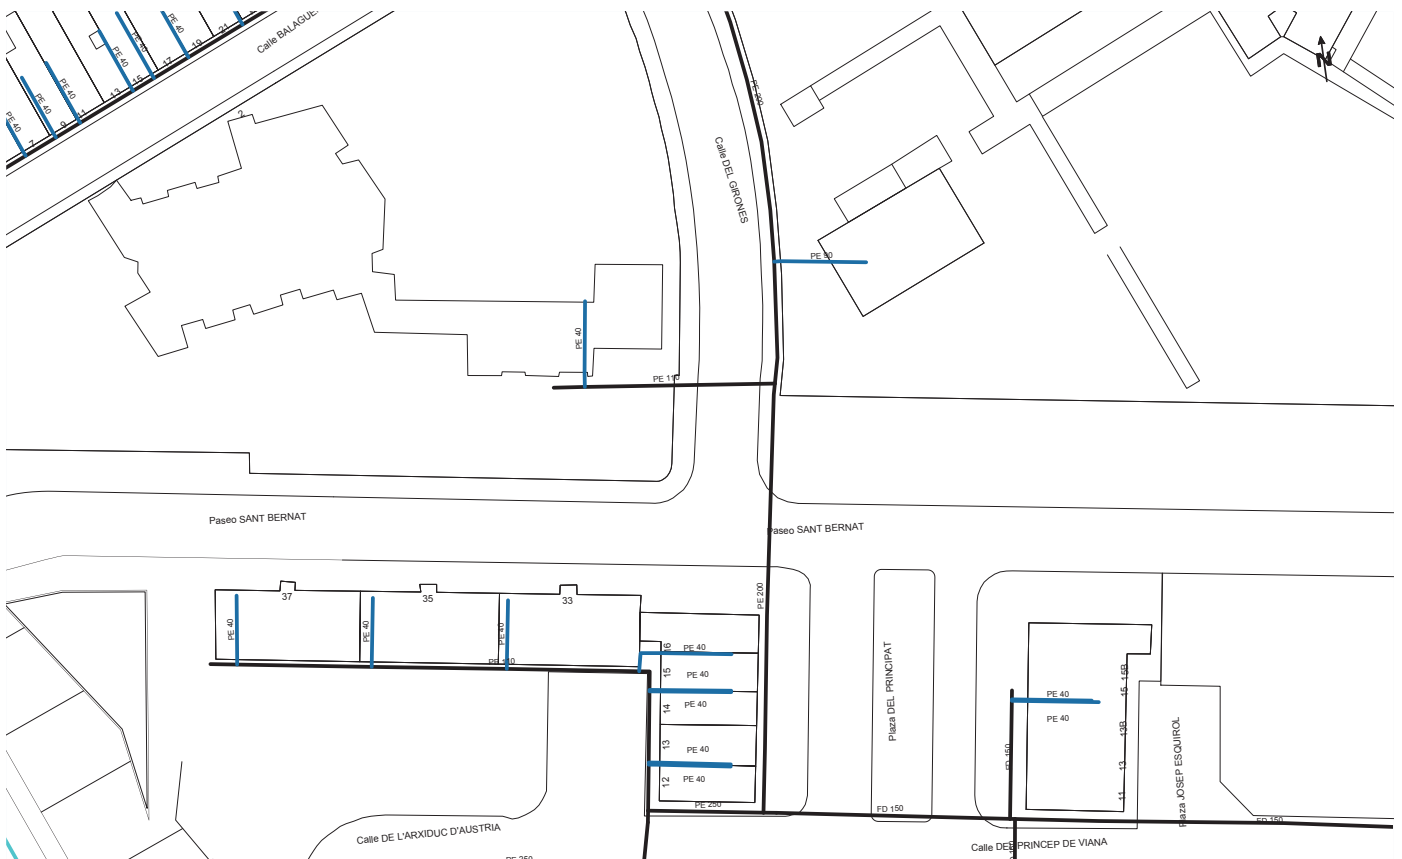 PE 40
PE 40
PE 40
PE 40
PE 40
PE 40
7
9
11
13
15
17
19
21
Calle BALAGUE
2
N
PE 200
Calle DEL GIRONES
PE 90
PE 40
PE 110
Paseo SANT BERNAT
Paseo SANT BERNAT
PE 200
37
35
33
PE 40
PE 40
PE 40
PE 110
16
PE 40
15
PE 40
14
PE 40
13
PE 40
12
PE 40
PE 250
Plaza DEL PRINCIPAT
FD 150
FD 150
PE 40
PE 40
15B
15
13B
13
11
Plaza JOSEP ESQUIROL
FD 150
Calle DE L'ARXIDUC D'AUSTRIA
PE 250
Calle DEL PRINCEP DE VIANA